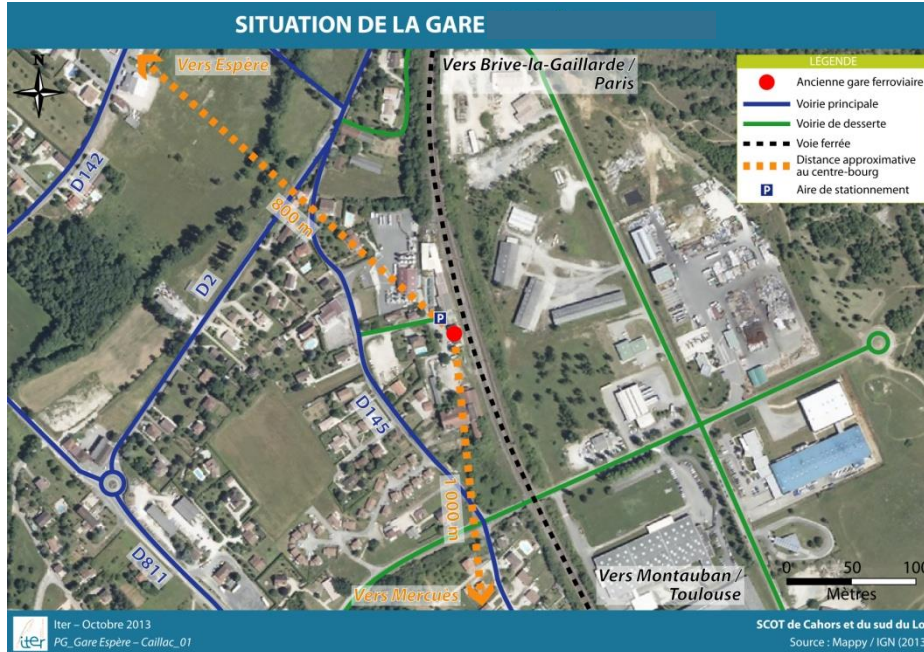 SITUATION DE LA GARE
N
Vers Espère
Vers Brive-la-Gaillarde /
Paris
LÉGENDE
Ancienne gare ferroviaire
Voirie principale
Voirie de desserte
Voie ferrée
Distance approximative
au centre-bourg
P Aire de stationnement
D142
800 m
D2
P
D145
1 000 m
D811
Vers Mercuès
Vers Montauban /
Toulouse
0 50 100
Mètres
iter
Iter – Octobre 2013
PG_Gare Espère – Caillac_01
SCOT de Cahors et du sud du Lo
Source : Mappy / IGN (2013